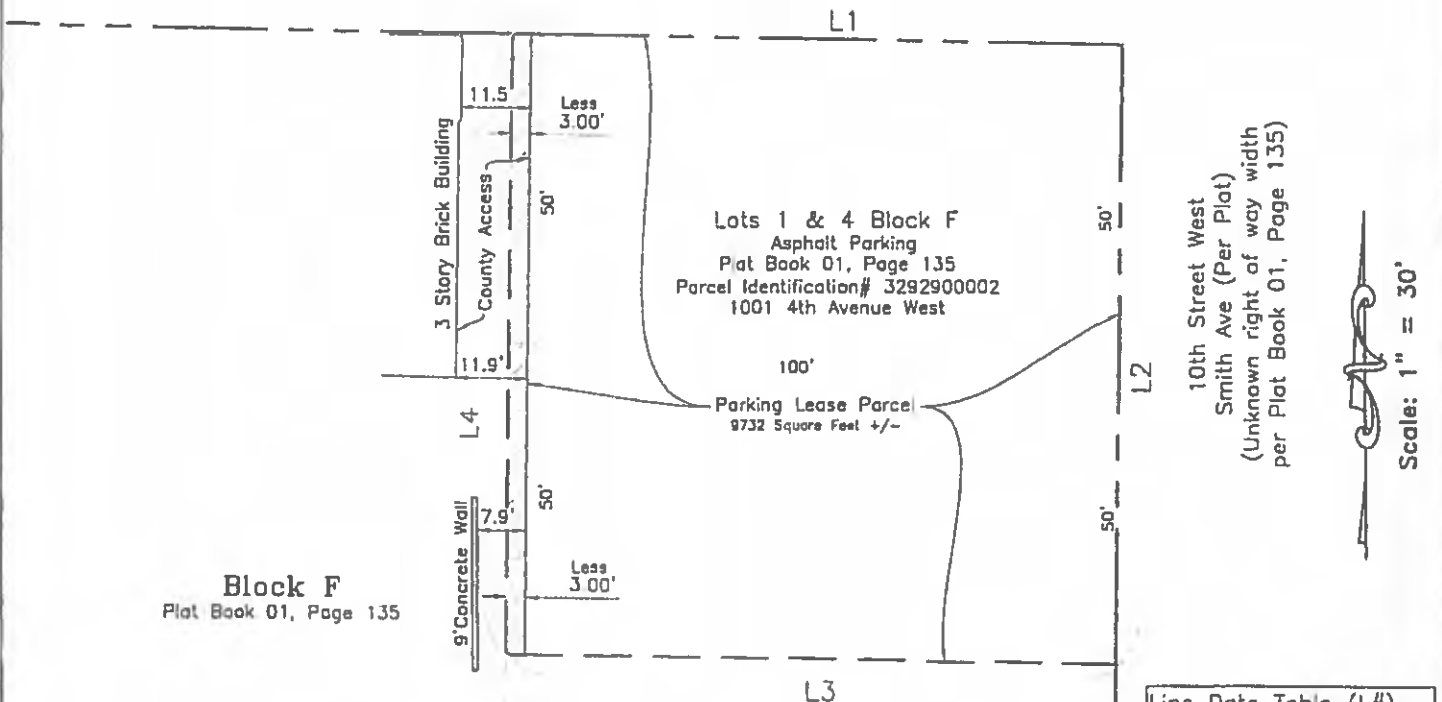 L1
11.5
Less
3.00'
3 Story Brick Building
County Access
50'
50'
Lots 1 & 4 Block F
Asphalt Parking
Plat Book 01, Page 135
Parcel Identification# 3292900002
1001 4th Avenue West
10th Street West
Smith Ave (Per Plat)
(Unknown right of way width
per Plat Book 01, Page 135)
Scale: 1" = 30'
11.9'
100'
L2
Parking Lease Parcel
9732 Square Feet +/-
L4
50'
50'
9'Concrete Wall
7.9'
Less
3.00'
Block F
Plat Book 01, Page 135
L3
Line Data Table (L#)